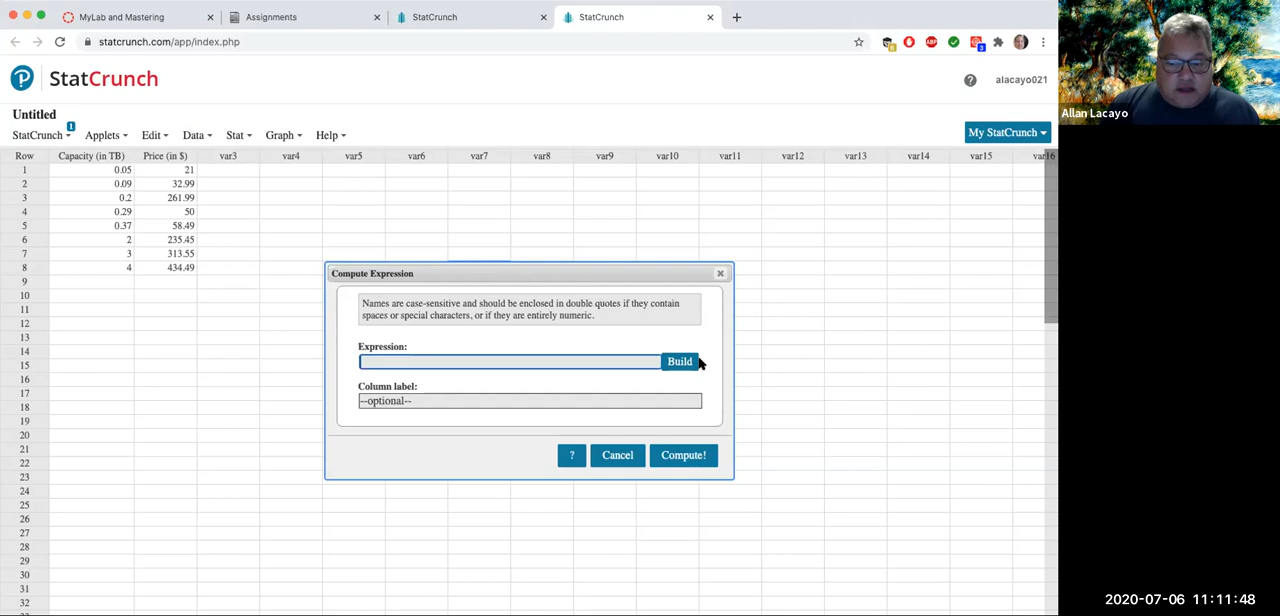 MyLab and Mastering
Assignments
StatCrunch
StatCrunch
statcrunch.com/app/index.php
StatCrunch
alacayo021
Allan Lacayo
Untitled
StatCrunch 1 Applets Edit Data Stat Graph Help
My StatCrunch
Row Capacity (in TB) Price (in $) var3 var4 var5 var6 var7 var8 var9 var10 var11 var12 var13 var14 var15 var16
1 0.05 21
2 0.09 32.99
3 0.2 261.99
4 0.29 50
5 0.37 58.49
6 2 235.45
7 3 313.55
8 4 434.49
9
10
11
12
13
14
15
16
17
18
19
20
21
22
23
24
25
26
27
28
29
30
31
32
Compute Expression
Names are case-sensitive and should be enclosed in double quotes if they contain
spaces or special characters, or if they are entirely numeric.
Expression:
Build
Column label:
--optional--
? Cancel Compute!
2020-07-06 11:11:48